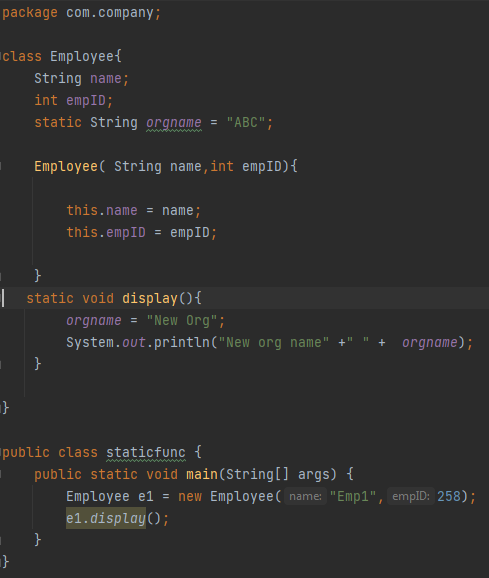 package com.company;
class Employee{
String name;
int empID;
static String orgname = "ABC";
Employee( String name,int empID){
this.name = name;
this.empID = empID;
}
static void display(){
orgname = "New Org";
System.out.println("New org name" +" " +  orgname);
}
}
public class staticfunc {
public static void main(String[] args) {
Employee e1 = new Employee( name: "Emp1", empID: 258);
e1.display();
}
}